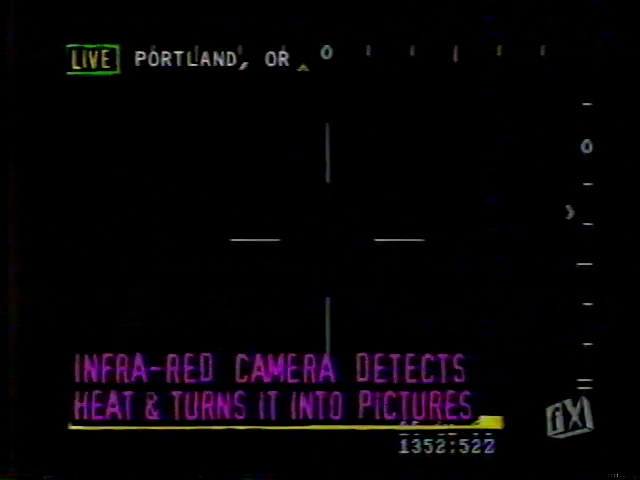 LIVE PORTLAND, OR
INFRA-RED CAMERA DETECTS
HEAT & TURNS IT INTO PICTURES
1352:522
fX